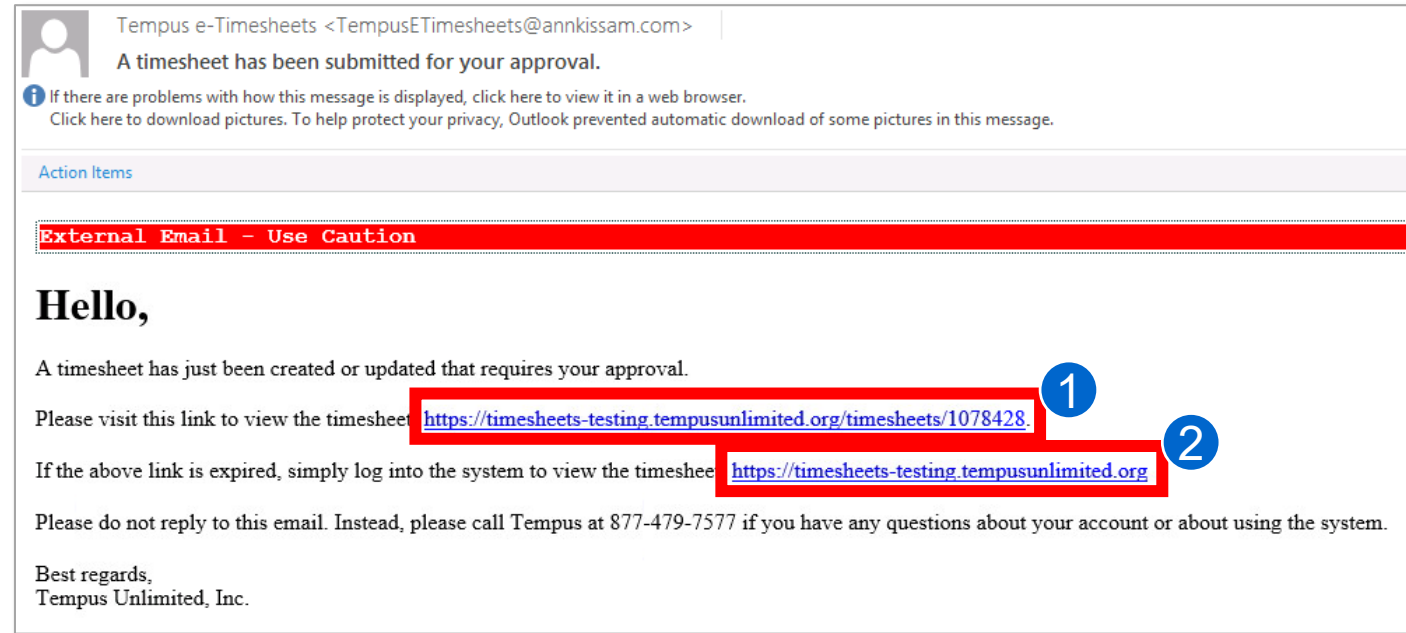 Tempus e-Timesheets <TempusETimesheets@annkissam.com>
A timesheet has been submitted for your approval.
If there are problems with how this message is displayed, click here to view it in a web browser.
Click here to download pictures. To help protect your privacy, Outlook prevented automatic download of some pictures in this message.
Action Items
External Email - Use Caution
Hello,
A timesheet has just been created or updated that requires your approval.
1
Please visit this link to view the timesheet https://timesheets-testing.tempusunlimited.org/timesheets/1078428.
2
If the above link is expired, simply log into the system to view the timesheet https://timesheets-testing.tempusunlimited.org
Please do not reply to this email. Instead, please call Tempus at 877-479-7577 if you have any questions about your account or about using the system.
Best regards,
Tempus Unlimited, Inc.